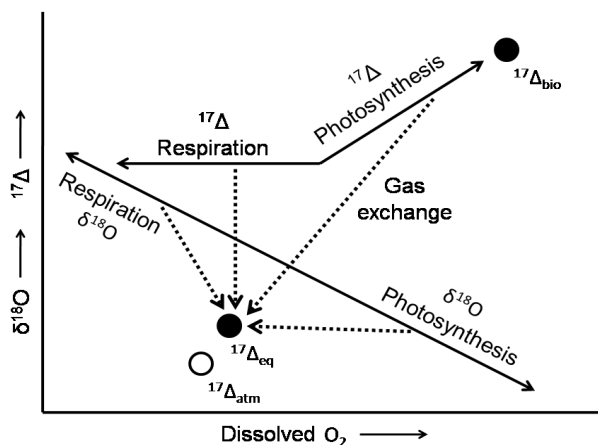 ¹⁷Δ
Photosynthesis
¹⁷Δbio
¹⁷Δ
Respiration
Respiration
δ¹⁸O
Gas
exchange
δ¹⁸O
Photosynthesis
¹⁷Δeq
¹⁷Δatm
δ¹⁸O → ¹⁷Δ →
Dissolved O₂ →